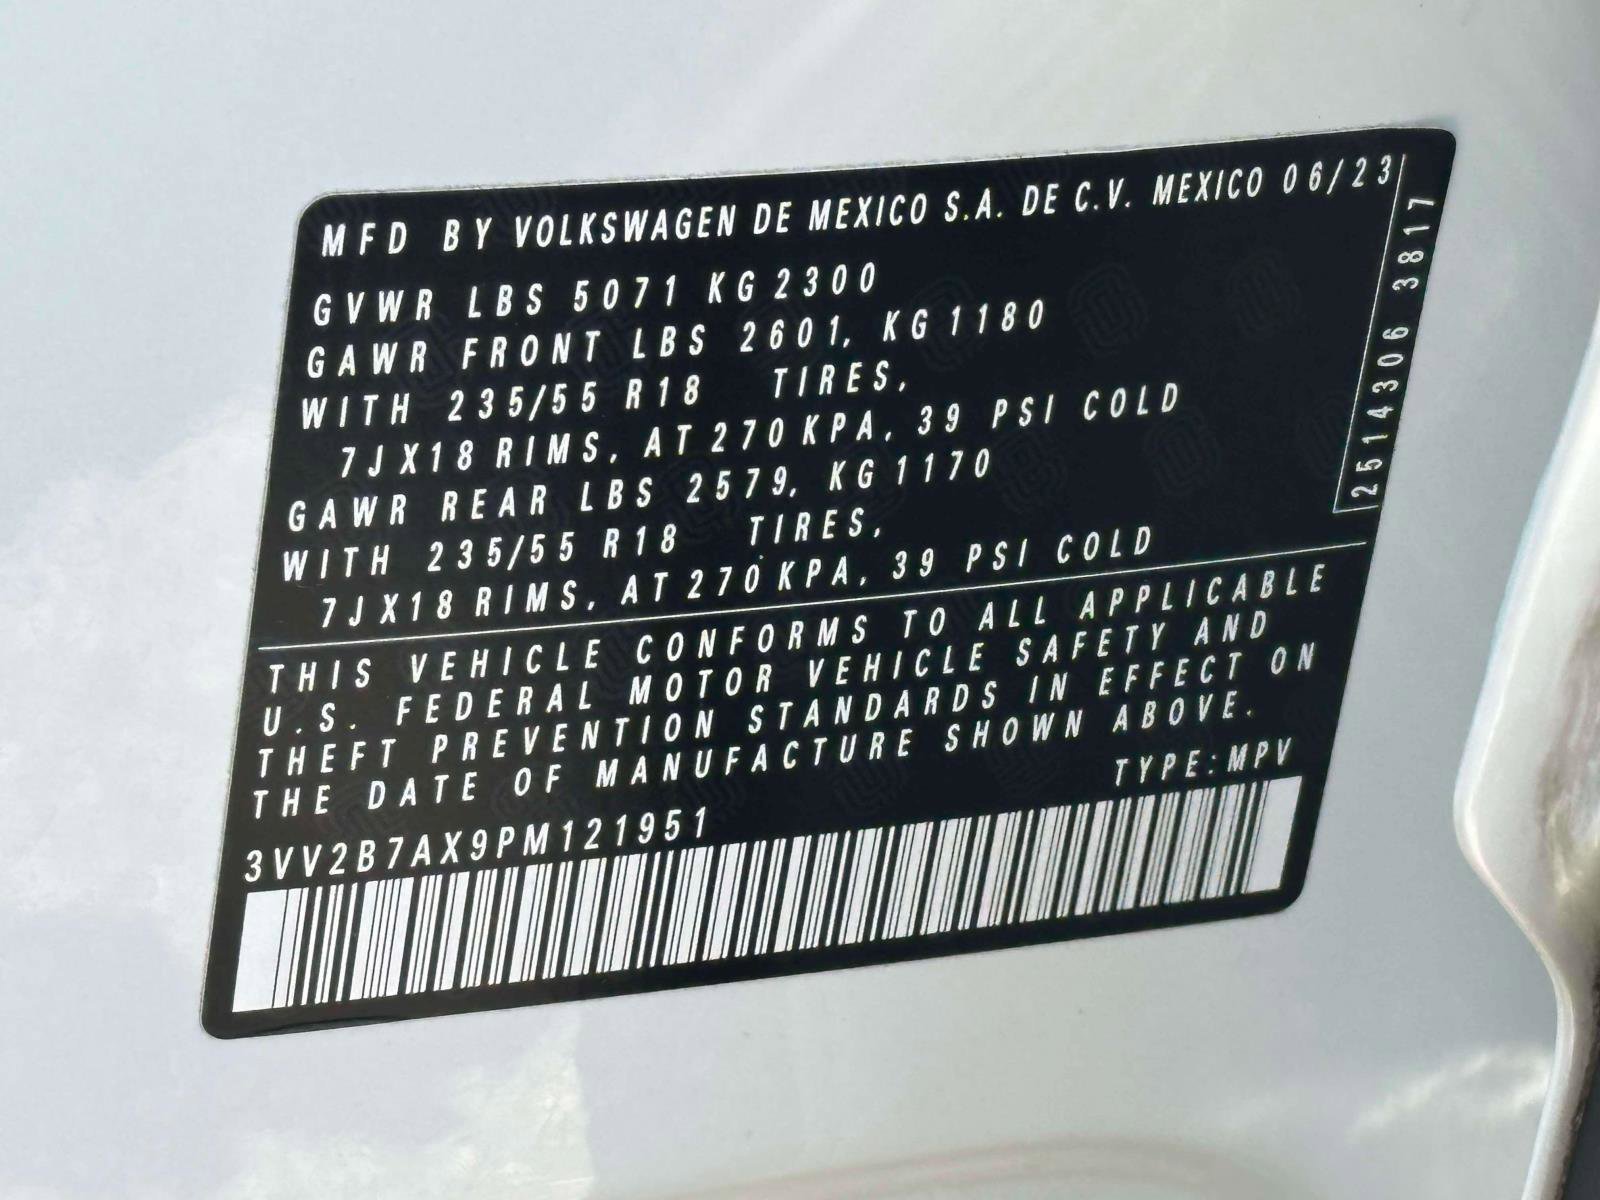 MFD BY VOLKSWAGEN DE MEXICO S.A. DE C.V. MEXICO 06/23
GVWR LBS 5071 KG 2300
GAWR FRONT LBS 2601, KG 1180
WITH 235/55 R18 TIRES,
7JX18 RIMS, AT 270 KPA, 39 PSI COLD
GAWR REAR LBS 2579, KG 1170
WITH 235/55 R18 TIRES,
7JX18 RIMS, AT 270 KPA, 39 PSI COLD
2514306 3817
THIS VEHICLE CONFORMS TO ALL APPLICABLE
U.S. FEDERAL MOTOR VEHICLE SAFETY AND
THEFT PREVENTION STANDARDS IN EFFECT ON
THE DATE OF MANUFACTURE SHOWN ABOVE.
TYPE:MPV
3VV2B7AX9PM121951